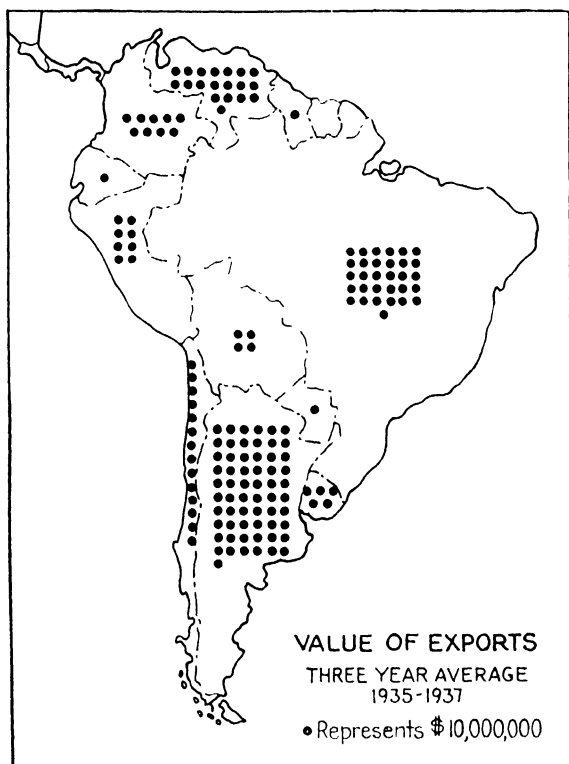 VALUE OF EXPORTS
THREE YEAR AVERAGE
1935-1937
Represents $10,000,000